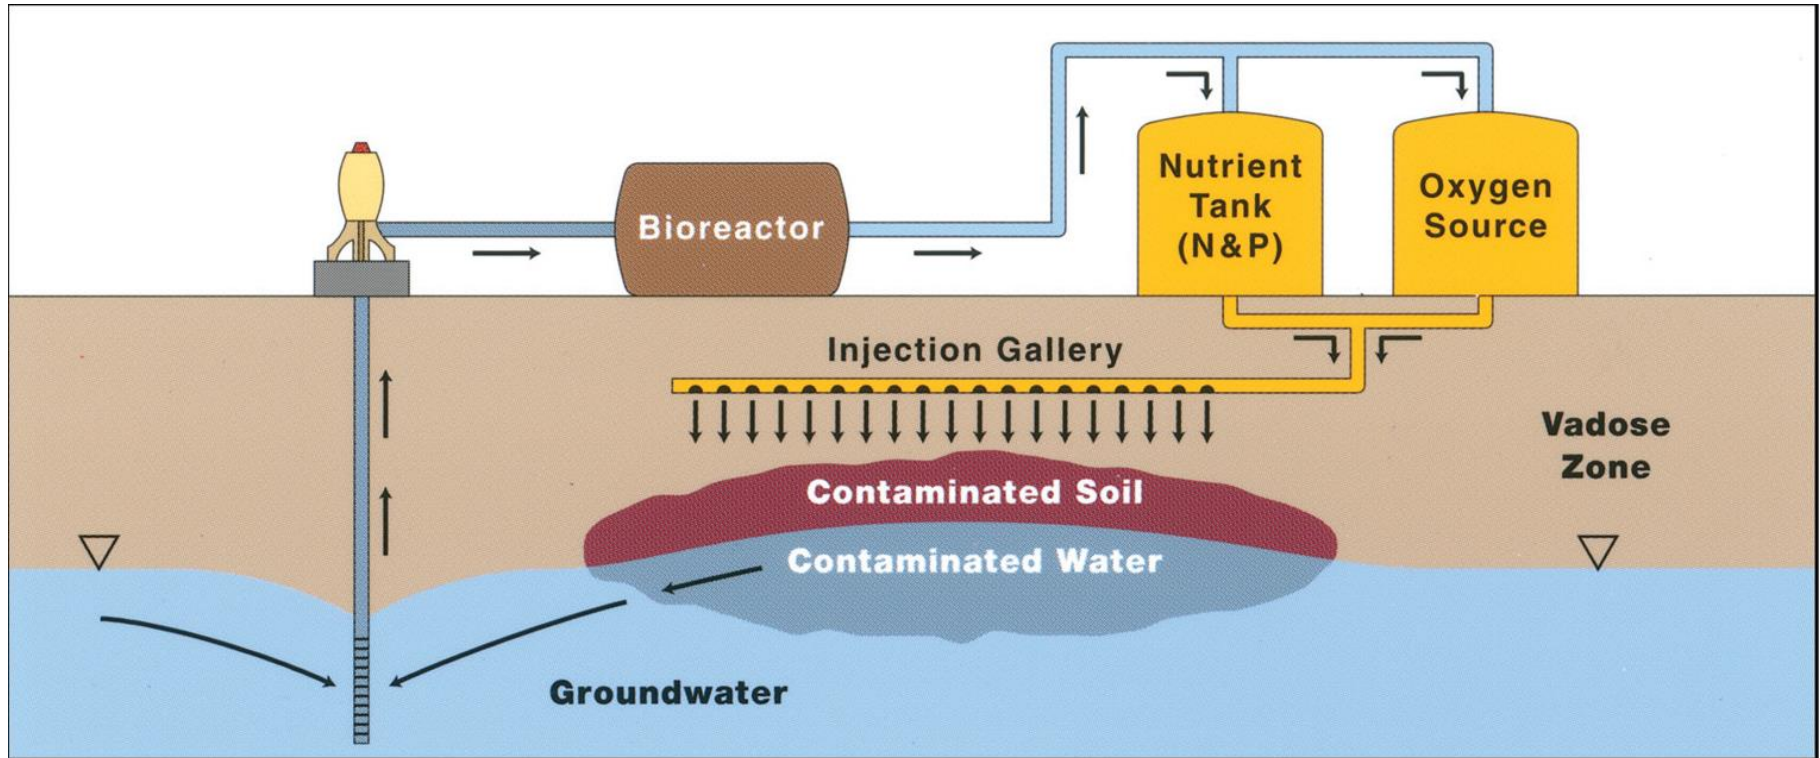 Bioreactor
Nutrient
Tank
(N&P)
Oxygen
Source
Injection Gallery
Vadose
Zone
Contaminated Soil
Contaminated Water
Groundwater